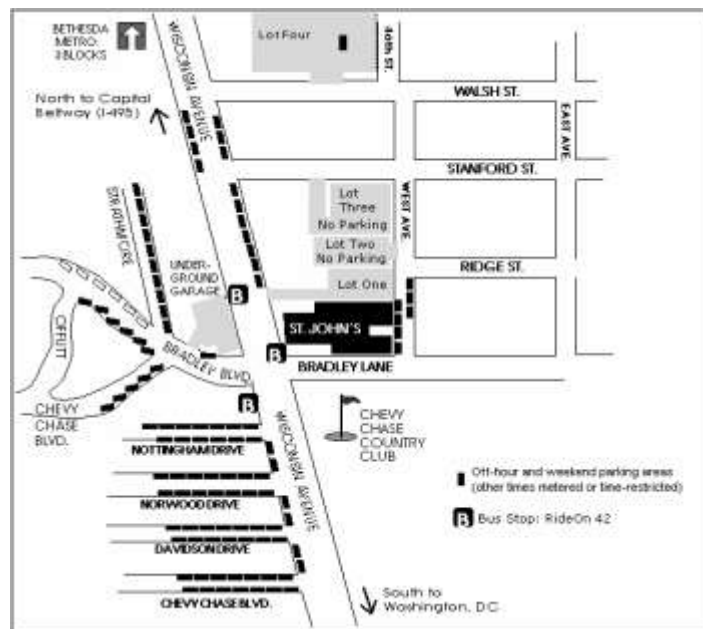 BETHESDA
METRO:
3 BLOCKS
WISCONSIN AVENUE
Lot Four
46th ST.
WALSH ST.
EAST AVE.
North to Capital
Beltway (I-495)
STANFORD ST.
Lot
Three
No Parking
WEST AVE.
Lot Two
No Parking
STRATHMORE
UNDER-
GROUND
GARAGE
B
RIDGE ST.
Lot One
ST. JOHN'S
OFFUTT
BRADLEY BLVD.
B
BRADLEY LANE
CHEVY
CHASE
BLVD.
B
CHEVY
CHASE
COUNTRY
CLUB
WISCONSIN AVENUE
NOTTINGHAM DRIVE
NORWOOD DRIVE
DAVIDSON DRIVE
CHEVY CHASE BLVD.
Off-hour and weekend parking areas
(other times metered or time-restricted)
B Bus Stop: RideOn 42
South to
Washington, D.C.